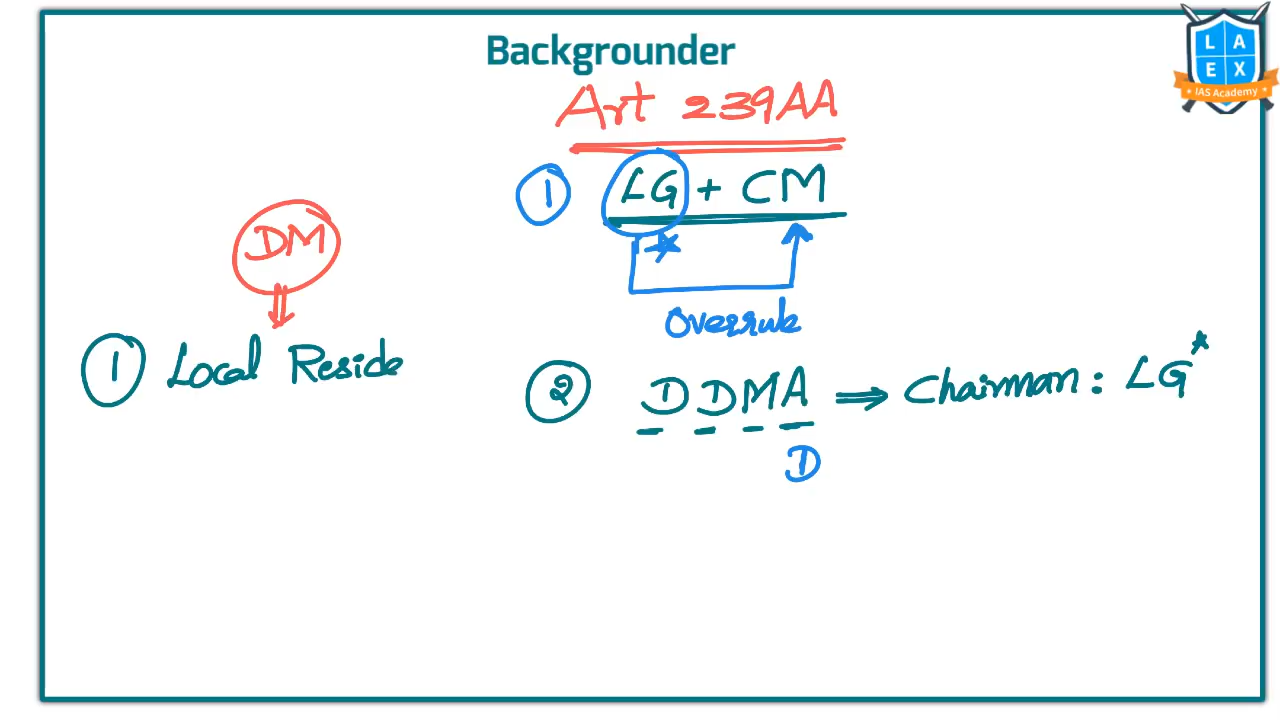 Backgrounder
L A
E X
IAS Academy
Art 239AA
① LG + CM
Overrule
DM
① Local Reside
② DDMA ⇒ Chairman: LG*
D